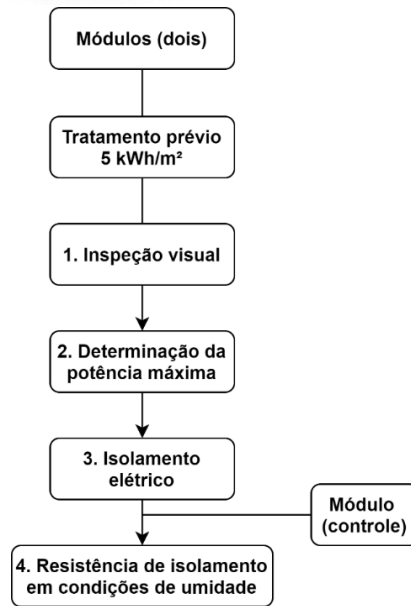 Módulos (dois)
Tratamento prévio
5 kWh/m²
1. Inspeção visual
2. Determinação da
potência máxima
3. Isolamento
elétrico
Módulo
(controle)
4. Resistência de isolamento
em condições de umidade